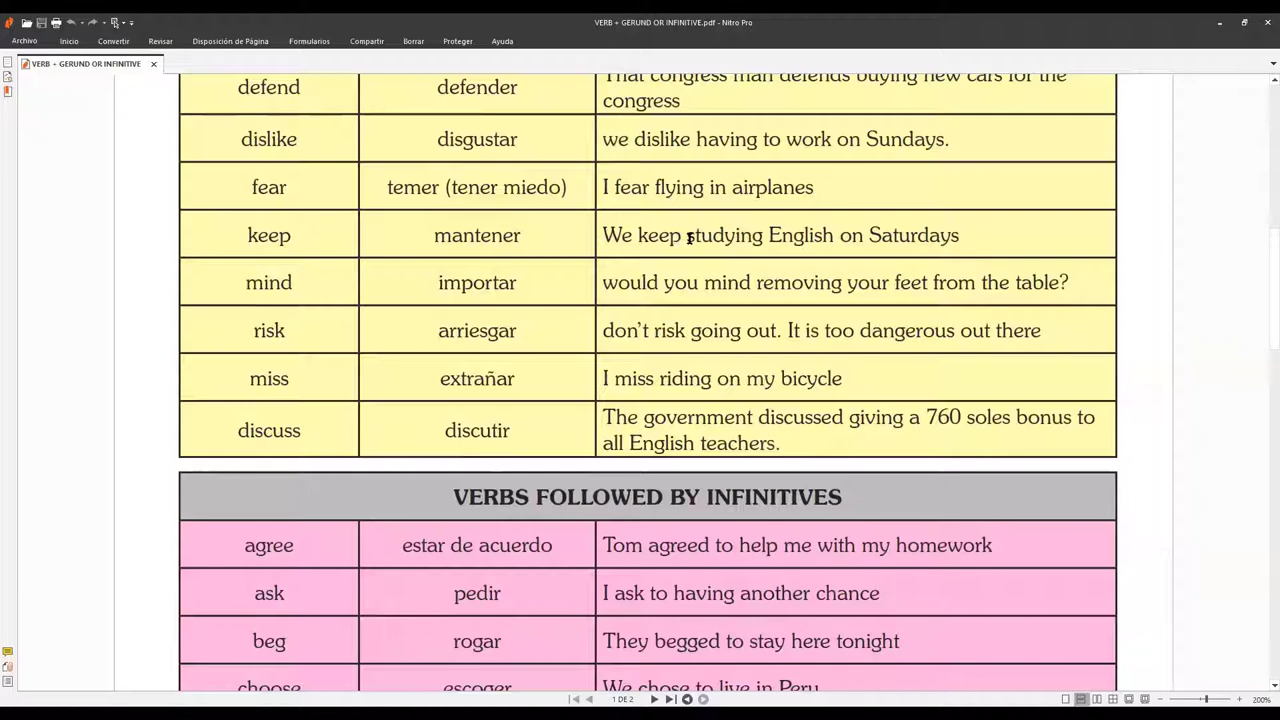 VERB + GERUND OR INFINITIVE.pdf - Nitro Pro
Archivo Inicio Convertir Revisar Disposición de Página Formularios Compartir Borrar Proteger Ayuda
VERB + GERUND OR INFINITIVE
defend defender That congress man defends buying new cars for the
congress
dislike disgustar we dislike having to work on Sundays.
fear temer (tener miedo) I fear flying in airplanes
keep mantener We keep studying English on Saturdays
mind importar would you mind removing your feet from the table?
risk arriesgar don't risk going out. It is too dangerous out there
miss extrañar I miss riding on my bicycle
discuss discutir The government discussed giving a 760 soles bonus to
all English teachers.
VERBS FOLLOWED BY INFINITIVES
agree estar de acuerdo Tom agreed to help me with my homework
ask pedir I ask to having another chance
beg rogar They begged to stay here tonight
choose escoger We chose to live in Peru
1 DE 2
200%